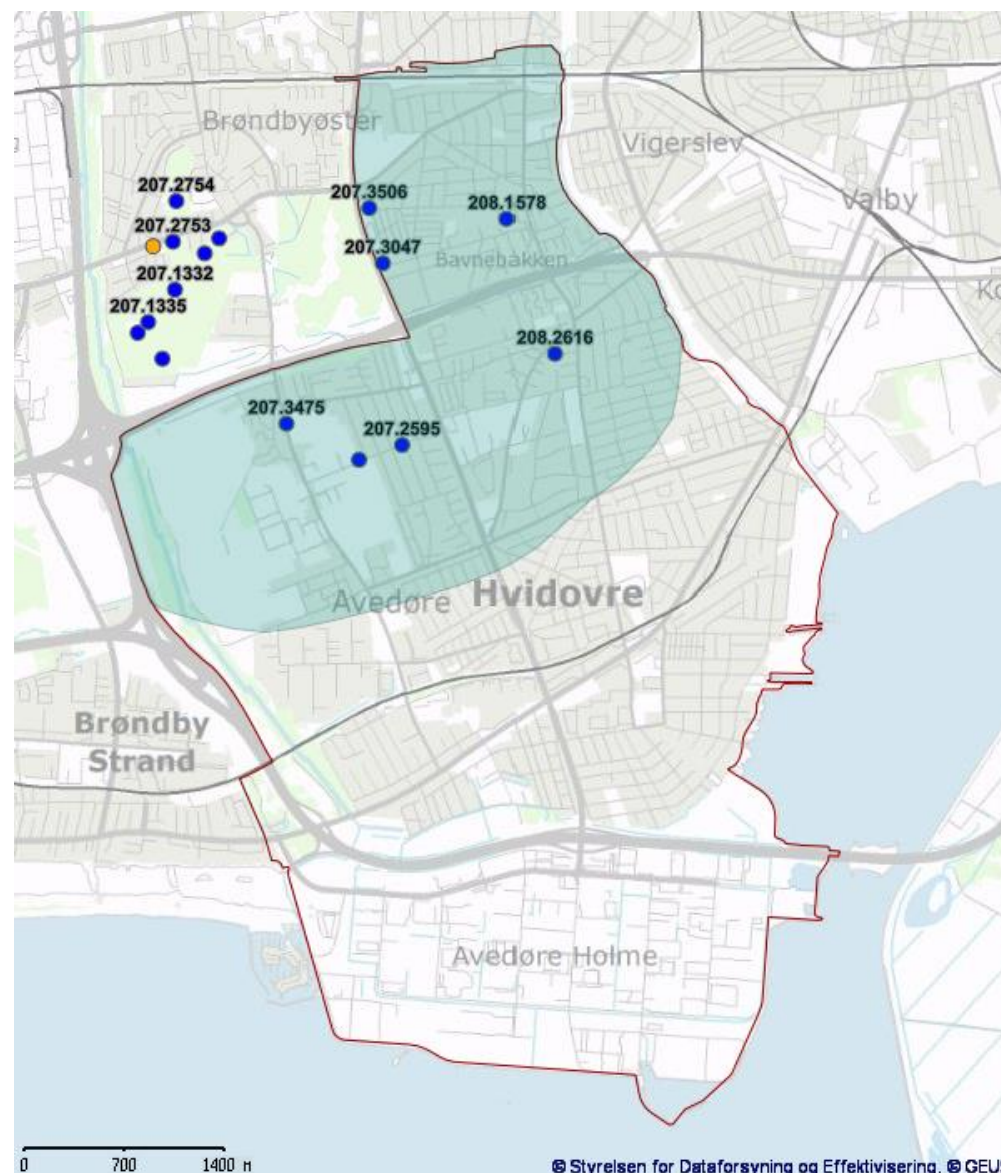 Brøndbyøster
Vigerslev
207.2754
207.3506
208.1578
Valby
207.2753
207.3047
Bavnebakken
207.1332
207.1335
208.2616
207.3475
207.2595
Avedøre
Hvidovre
Brøndby
Strand
Avedøre Holme
0 700 1400 M
© Styrelsen for Dataforsyning og Effektivisering, © GEU